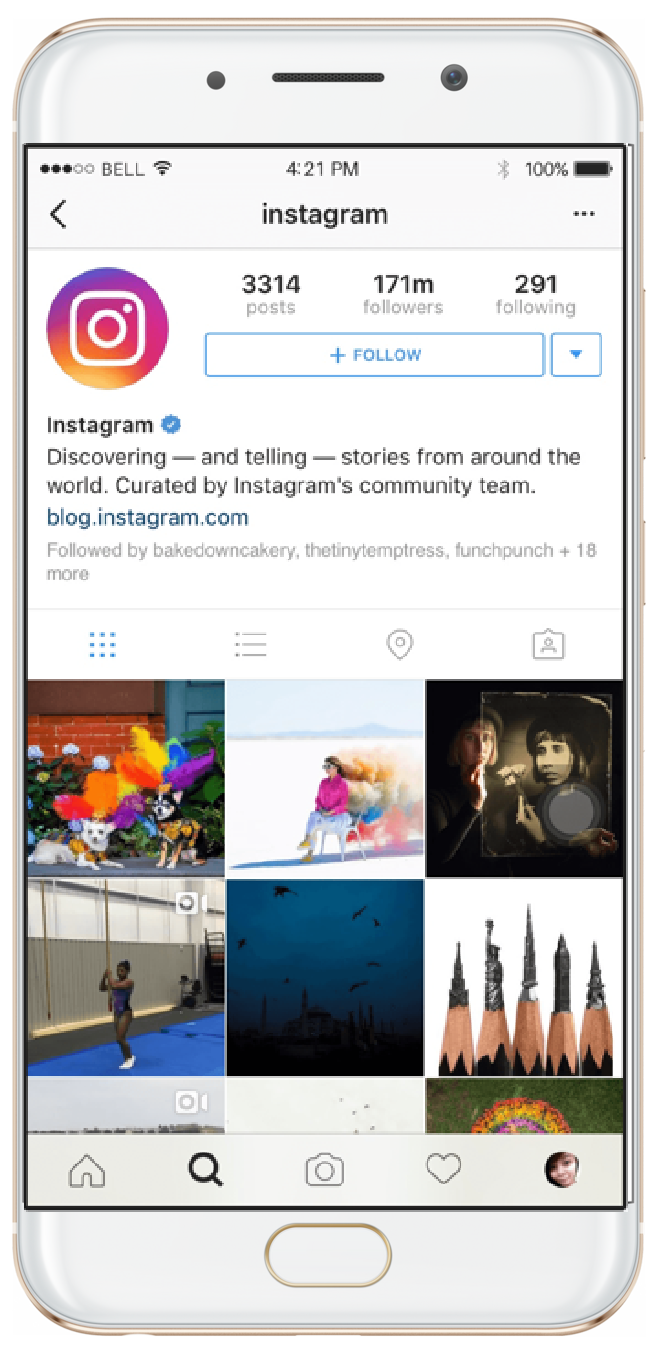 BELL 4:21 PM 100%
instagram
3314 171m 291
posts followers following
+ FOLLOW
Instagram
Discovering — and telling — stories from around the
world. Curated by Instagram's community team.
blog.instagram.com
Followed by bakedowncakery, thetinytemptress, funchpunch + 18
more